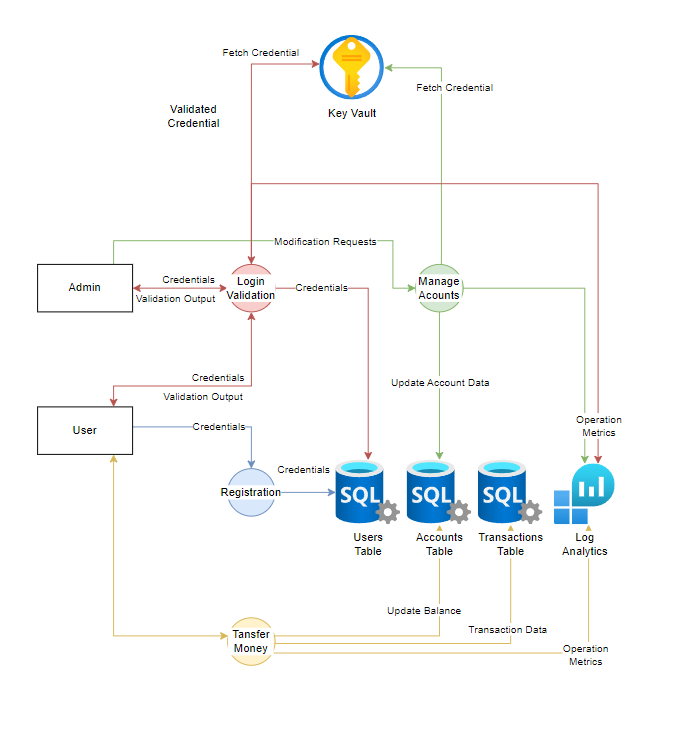 Fetch Credential
Fetch Credential
Validated
Credential
Key Vault
Modification Requests
Admin
Credentials
Validation Output
Login
Validation
Credentials
Manage
Acounts
Credentials
Validation Output
Update Account Data
User
Credentials
Operation
Metrics
Credentials
Registration
SQL
SQL
SQL
Users
Table
Accounts
Table
Transactions
Table
Log
Analytics
Update Balance
Transaction Data
Tansfer
Money
Operation
Metrics